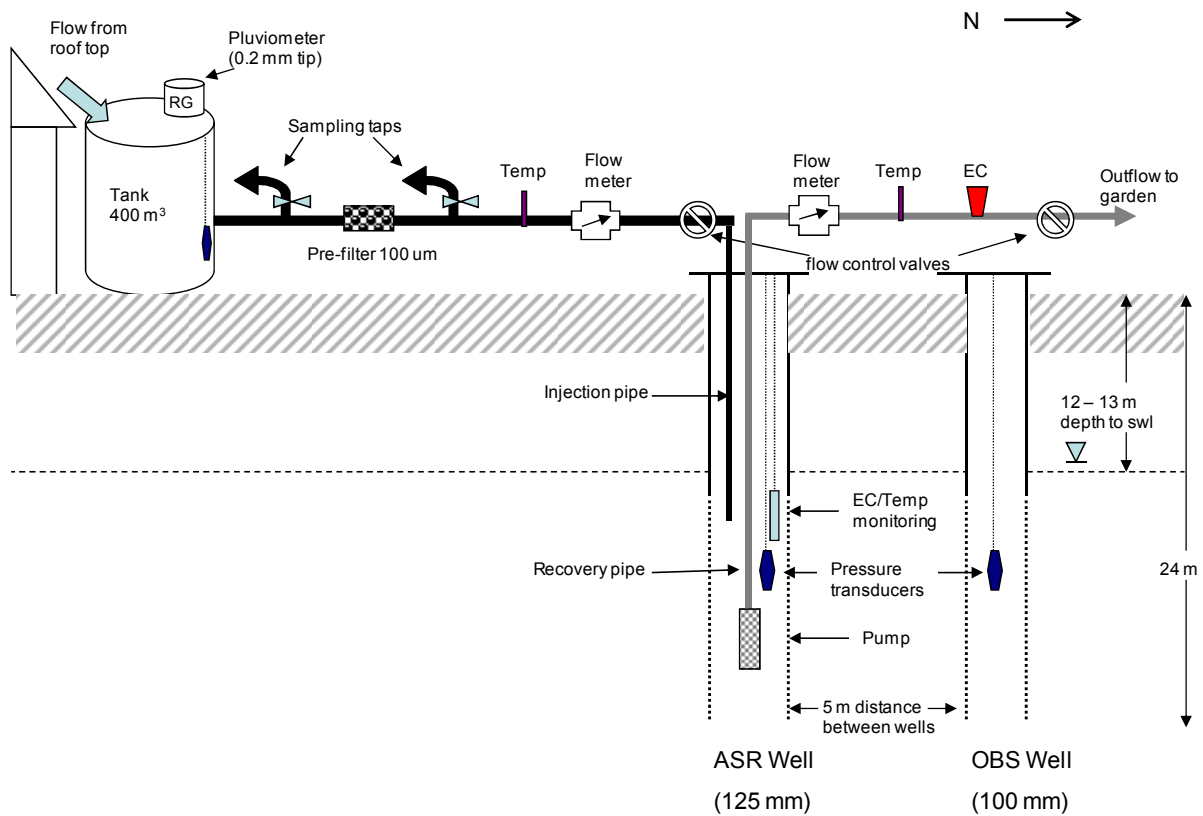 N
Flow from
roof top
Pluviometer
(0.2 mm tip)
RG
Sampling taps
Tank
400 m³
Pre-filter 100 um
Temp
Flow
meter
Flow
meter
Temp
EC
Outflow to
garden
flow control valves
Injection pipe
12 – 13 m
depth to swl
EC/Temp
monitoring
Recovery pipe
Pressure
transducers
24 m
Pump
5 m distance
between wells
ASR Well
(125 mm)
OBS Well
(100 mm)